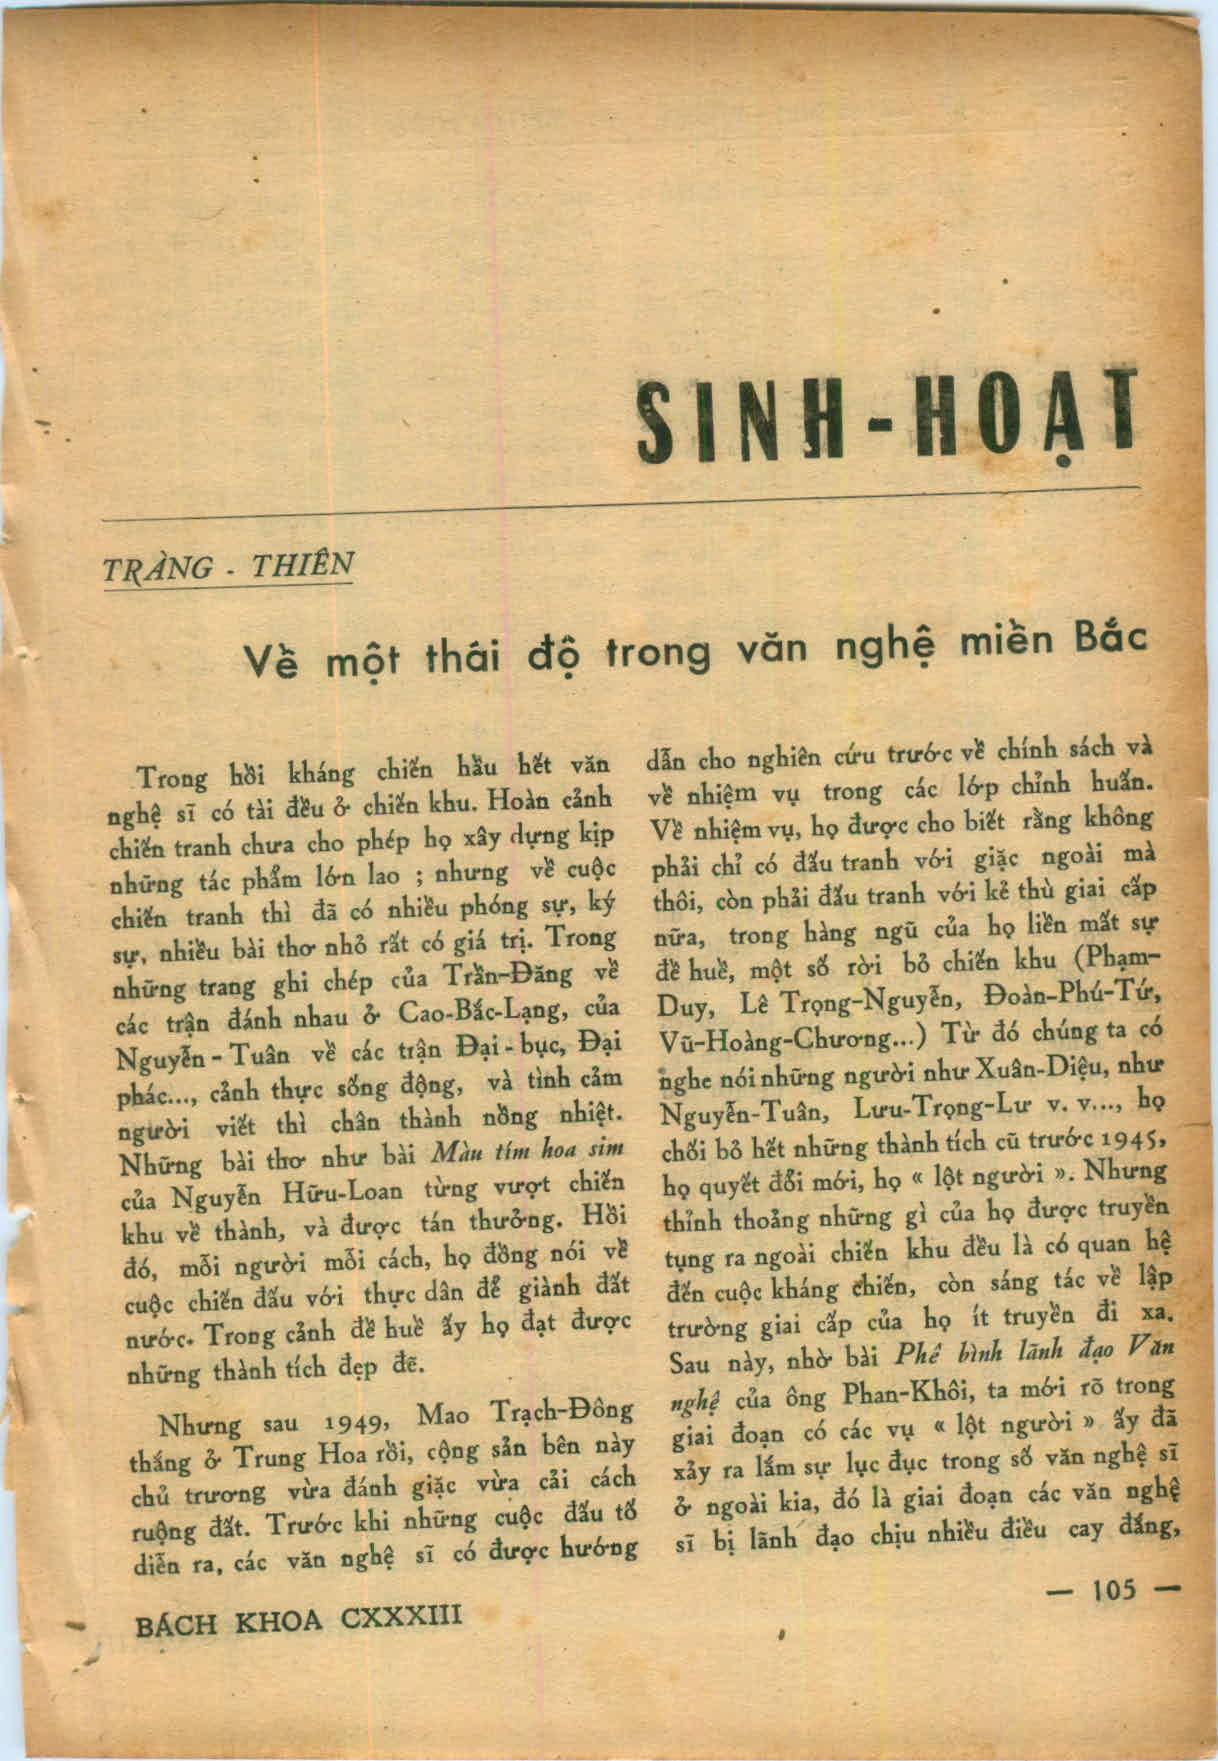 SINH-HOẠT
TRÀNG - THIÊN
Về một thái độ trong văn nghệ miền Bắc
Trong hồi kháng chiến hầu hết văn
nghệ sĩ có tài đều ở chiến khu. Hoàn cảnh
chiến tranh chưa cho phép họ xây dựng kịp
những tác phẩm lớn lao ; nhưng về cuộc
chiến tranh thì đã có nhiều phóng sự, ký
sự, nhiều bài thơ nhỏ rất có giá trị. Trong
những trang ghi chép của Trần-Đăng về
các trận đánh nhau ở Cao-Bắc-Lạng, của
Nguyễn - Tuân về các trận Đại - bục, Đại
phác..., cảnh thực sống động, và tình cảm
người viết thì chân thành nồng nhiệt.
Những bài thơ như bài Màu tím hoa sim
của Nguyễn Hữu-Loan từng vượt chiến
khu về thành, và được tán thưởng. Hồi
đó, mỗi người mỗi cách, họ đồng nói về
cuộc chiến đấu với thực dân để giành đất
nước. Trong cảnh đề huề ấy họ đạt được
những thành tích đẹp đẽ.
Nhưng sau 1949, Mao Trạch-Đông
thắng ở Trung Hoa rồi, cộng sản bên này
chủ trương vừa đánh giặc vừa cải cách
ruộng đất. Trước khi những cuộc đấu tố
diễn ra, các văn nghệ sĩ có được hướng
dẫn cho nghiên cứu trước về chính sách và
về nhiệm vụ trong các lớp chỉnh huấn.
Về nhiệm vụ, họ được cho biết rằng không
phải chỉ có đấu tranh với giặc ngoài mà
thôi, còn phải đấu tranh với kẻ thù giai cấp
nữa, trong hàng ngũ của họ liền mất sự
đề huề, một số rời bỏ chiến khu (Phạm-
Duy, Lê Trọng-Nguyễn, Đoàn-Phú-Tứ,
Vũ-Hoàng-Chương...) Từ đó chúng ta có
nghe nói những người như Xuân-Diệu, như
Nguyễn-Tuân, Lưu-Trọng-Lư v. v..., họ
chối bỏ hết những thành tích cũ trước 1945,
họ quyết đổi mới, họ « lột người ». Nhưng
thỉnh thoảng những gì của họ được truyền
tụng ra ngoài chiến khu đều là có quan hệ
đến cuộc kháng chiến, còn sáng tác về lập
trường giai cấp của họ ít truyền đi xa.
Sau này, nhờ bài Phê bình lãnh đạo Văn
nghệ của ông Phan-Khôi, ta mới rõ trong
giai đoạn có các vụ « lột người » ấy đã
xảy ra lắm sự lục đục trong số văn nghệ sĩ
ở ngoài kia, đó là giai đoạn các văn nghệ
sĩ bị lãnh đạo chịu nhiều điều cay đắng,
BÁCH KHOA CXXXIII
— 105 —